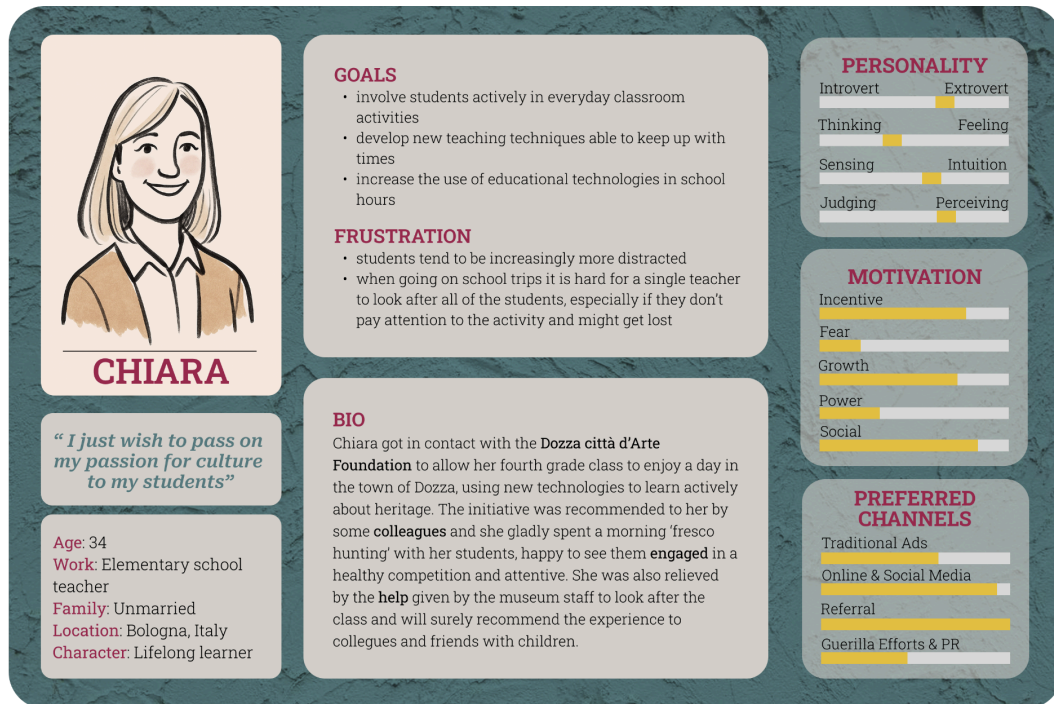 CHIARA
“ I just wish to pass on
my passion for culture
to my students”
Age: 34
Work: Elementary school
teacher
Family: Unmarried
Location: Bologna, Italy
Character: Lifelong learner
GOALS
• involve students actively in everyday classroom
activities
• develop new teaching techniques able to keep up with
times
• increase the use of educational technologies in school
hours
FRUSTRATION
• students tend to be increasingly more distracted
• when going on school trips it is hard for a single teacher
to look after all of the students, especially if they don’t
pay attention to the activity and might get lost
BIO
Chiara got in contact with the Dozza città d’Arte
Foundation to allow her fourth grade class to enjoy a day in
the town of Dozza, using new technologies to learn actively
about heritage. The initiative was recommended to her by
some colleagues and she gladly spent a morning ‘fresco
hunting’ with her students, happy to see them engaged in a
healthy competition and attentive. She was also relieved
by the help given by the museum staff to look after the
class and will surely recommend the experience to
collegues and friends with children.
PERSONALITY
Introvert Extrovert
Thinking Feeling
Sensing Intuition
Judging Perceiving
MOTIVATION
Incentive
Fear
Growth
Power
Social
PREFERRED
CHANNELS
Traditional Ads
Online & Social Media
Referral
Guerilla Efforts & PR